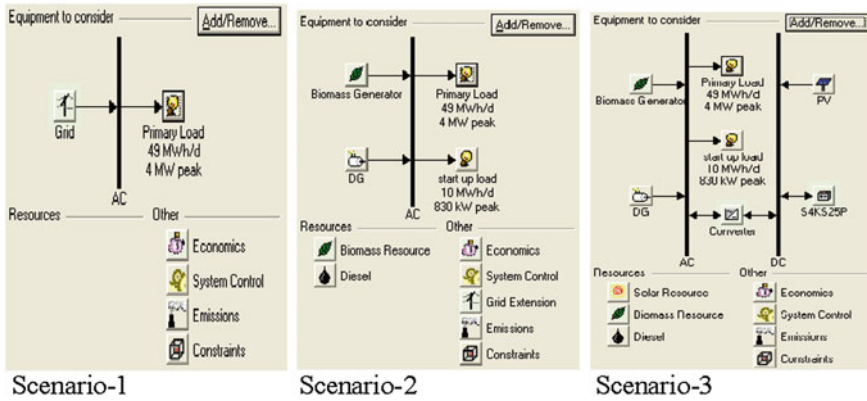 Equipment to consider
Add/Remove...
Grid
Primary Load
49 MWh/d
4 MW peak
AC
Resources
Other
Economics
System Control
Emissions
Constraints
Scenario-1
Equipment to consider
Add/Remove...
Biomass Generator
Primary Load
49 MWh/d
4 MW peak
DG
start up load
10 MWh/d
830 kW peak
AC
Resources
Other
Biomass Resource
Diesel
Economics
System Control
Grid Extension
Emissions
Constraints
Scenario-2
Equipment to consider
Add/Remove...
Biomass Generator
Primary Load
49 MWh/d
4 MW peak
PV
start up load
10 MWh/d
830 kW peak
DG
S4KS25P
Converter
AC
DC
Resources
Other
Solar Resource
Biomass Resource
Diesel
Economics
System Control
Emissions
Constraints
Scenario-3